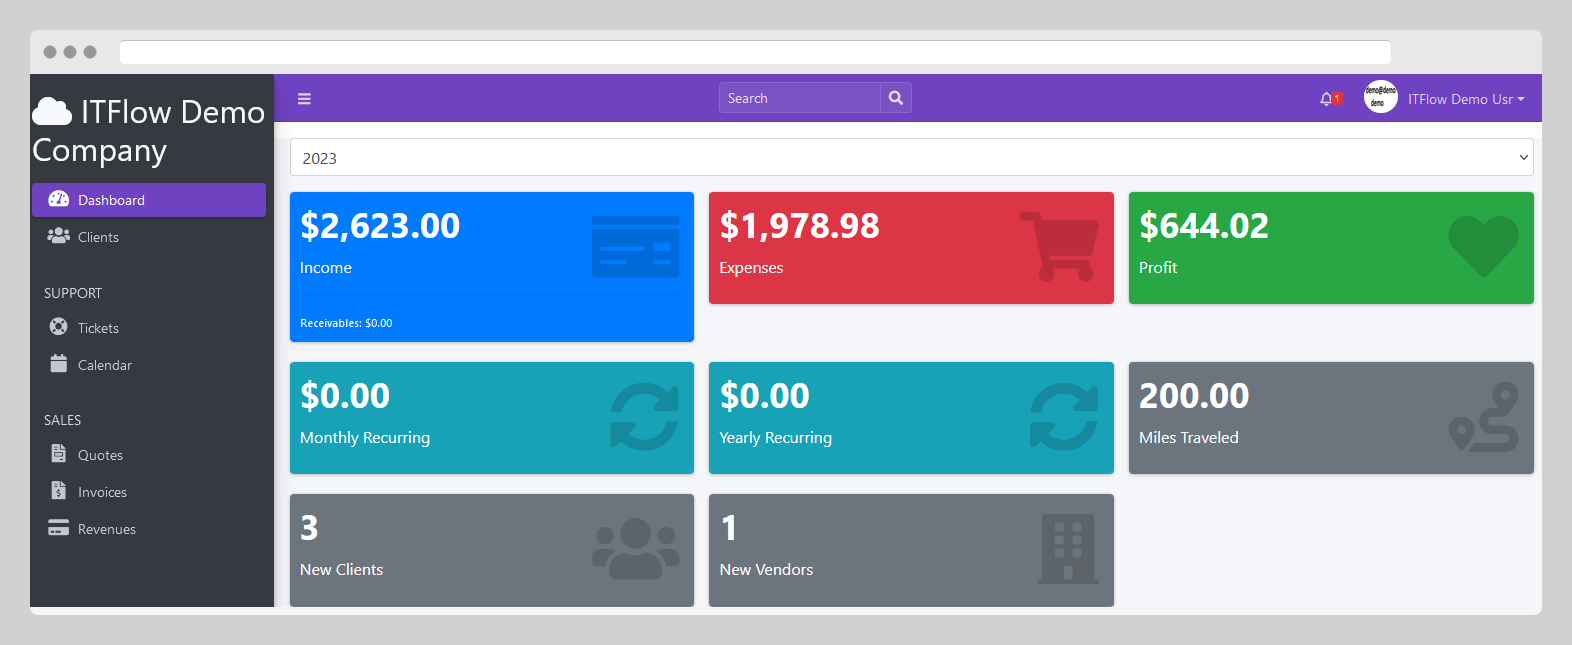 ITFlow Demo
Company
Dashboard
Clients
SUPPORT
Tickets
Calendar
SALES
Quotes
Invoices
Revenues
Search
1
demo@demo
demo
ITFlow Demo Usr
2023
$2,623.00
Income
Receivables: $0.00
$1,978.98
Expenses
$644.02
Profit
$0.00
Monthly Recurring
$0.00
Yearly Recurring
200.00
Miles Traveled
3
New Clients
1
New Vendors